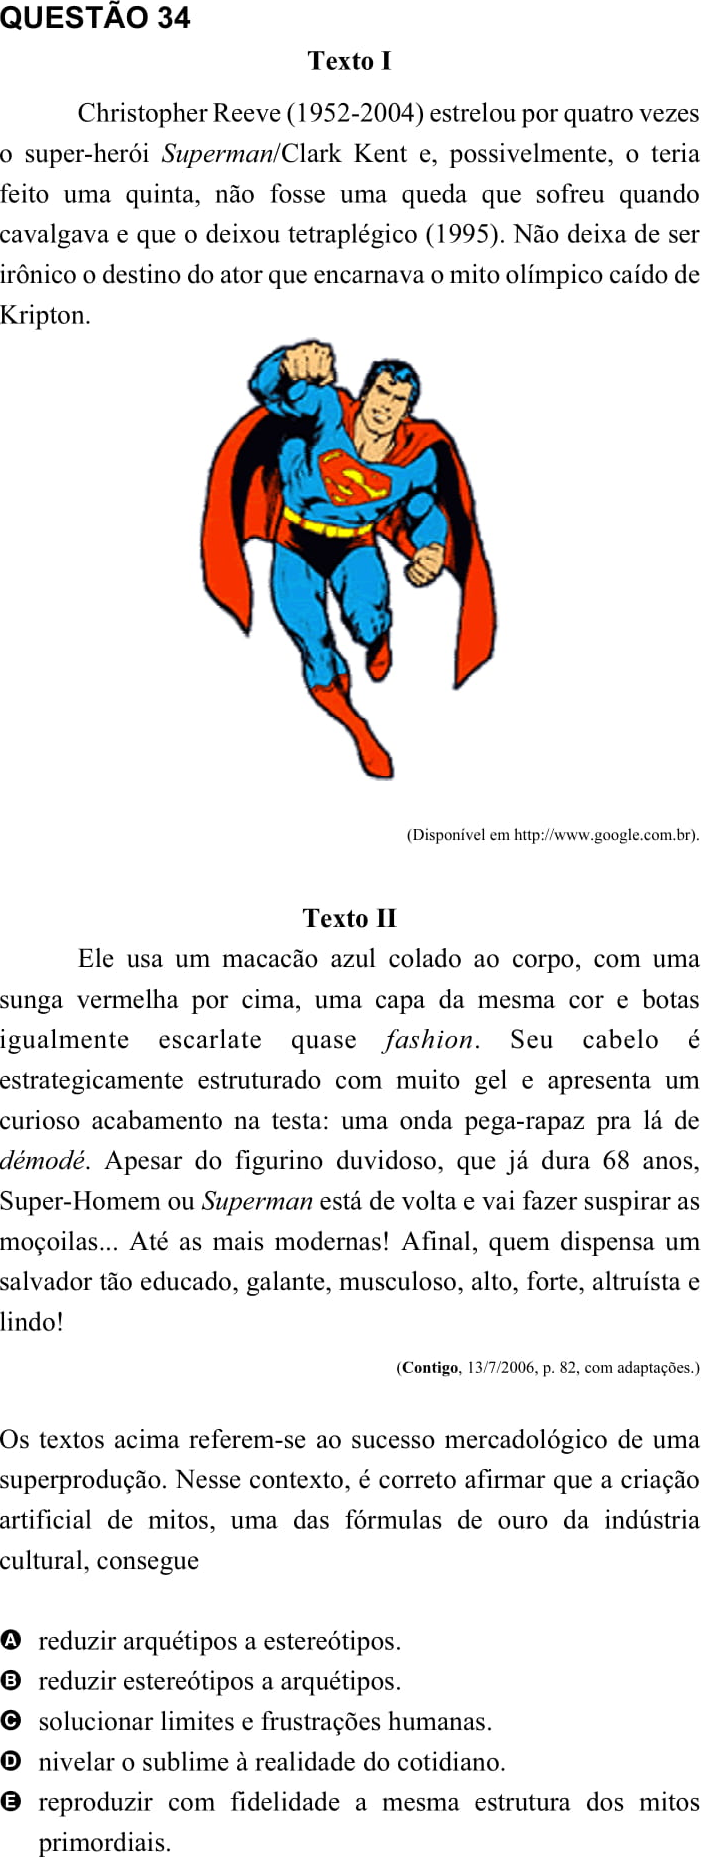 QUESTÃO 34
Texto I
Christopher Reeve (1952-2004) estrelou por quatro vezes
o super-herói Superman/Clark Kent e, possivelmente, o teria
feito uma quinta, não fosse uma queda que sofreu quando
cavalgava e que o deixou tetraplégico (1995). Não deixa de ser
irônico o destino do ator que encarnava o mito olímpico caído de
Kripton.
S
(Disponível em http://www.google.com.br).
Texto II
Ele usa um macacão azul colado ao corpo, com uma
sunga vermelha por cima, uma capa da mesma cor e botas
igualmente escarlate quase fashion. Seu cabelo é
estrategicamente estruturado com muito gel e apresenta um
curioso acabamento na testa: uma onda pega-rapaz pra lá de
démodé. Apesar do figurino duvidoso, que já dura 68 anos,
Super-Homem ou Superman está de volta e vai fazer suspirar as
moçoilas... Até as mais modernas! Afinal, quem dispensa um
salvador tão educado, galante, musculoso, alto, forte, altruísta e
lindo!
(Contigo, 13/7/2006, p. 82, com adaptações.)
Os textos acima referem-se ao sucesso mercadológico de uma
superprodução. Nesse contexto, é correto afirmar que a criação
artificial de mitos, uma das fórmulas de ouro da indústria
cultural, consegue
A reduzir arquétipos a estereótipos.
B reduzir estereótipos a arquétipos.
C solucionar limites e frustrações humanas.
D nivelar o sublime à realidade do cotidiano.
E reproduzir com fidelidade a mesma estrutura dos mitos
primordiais.